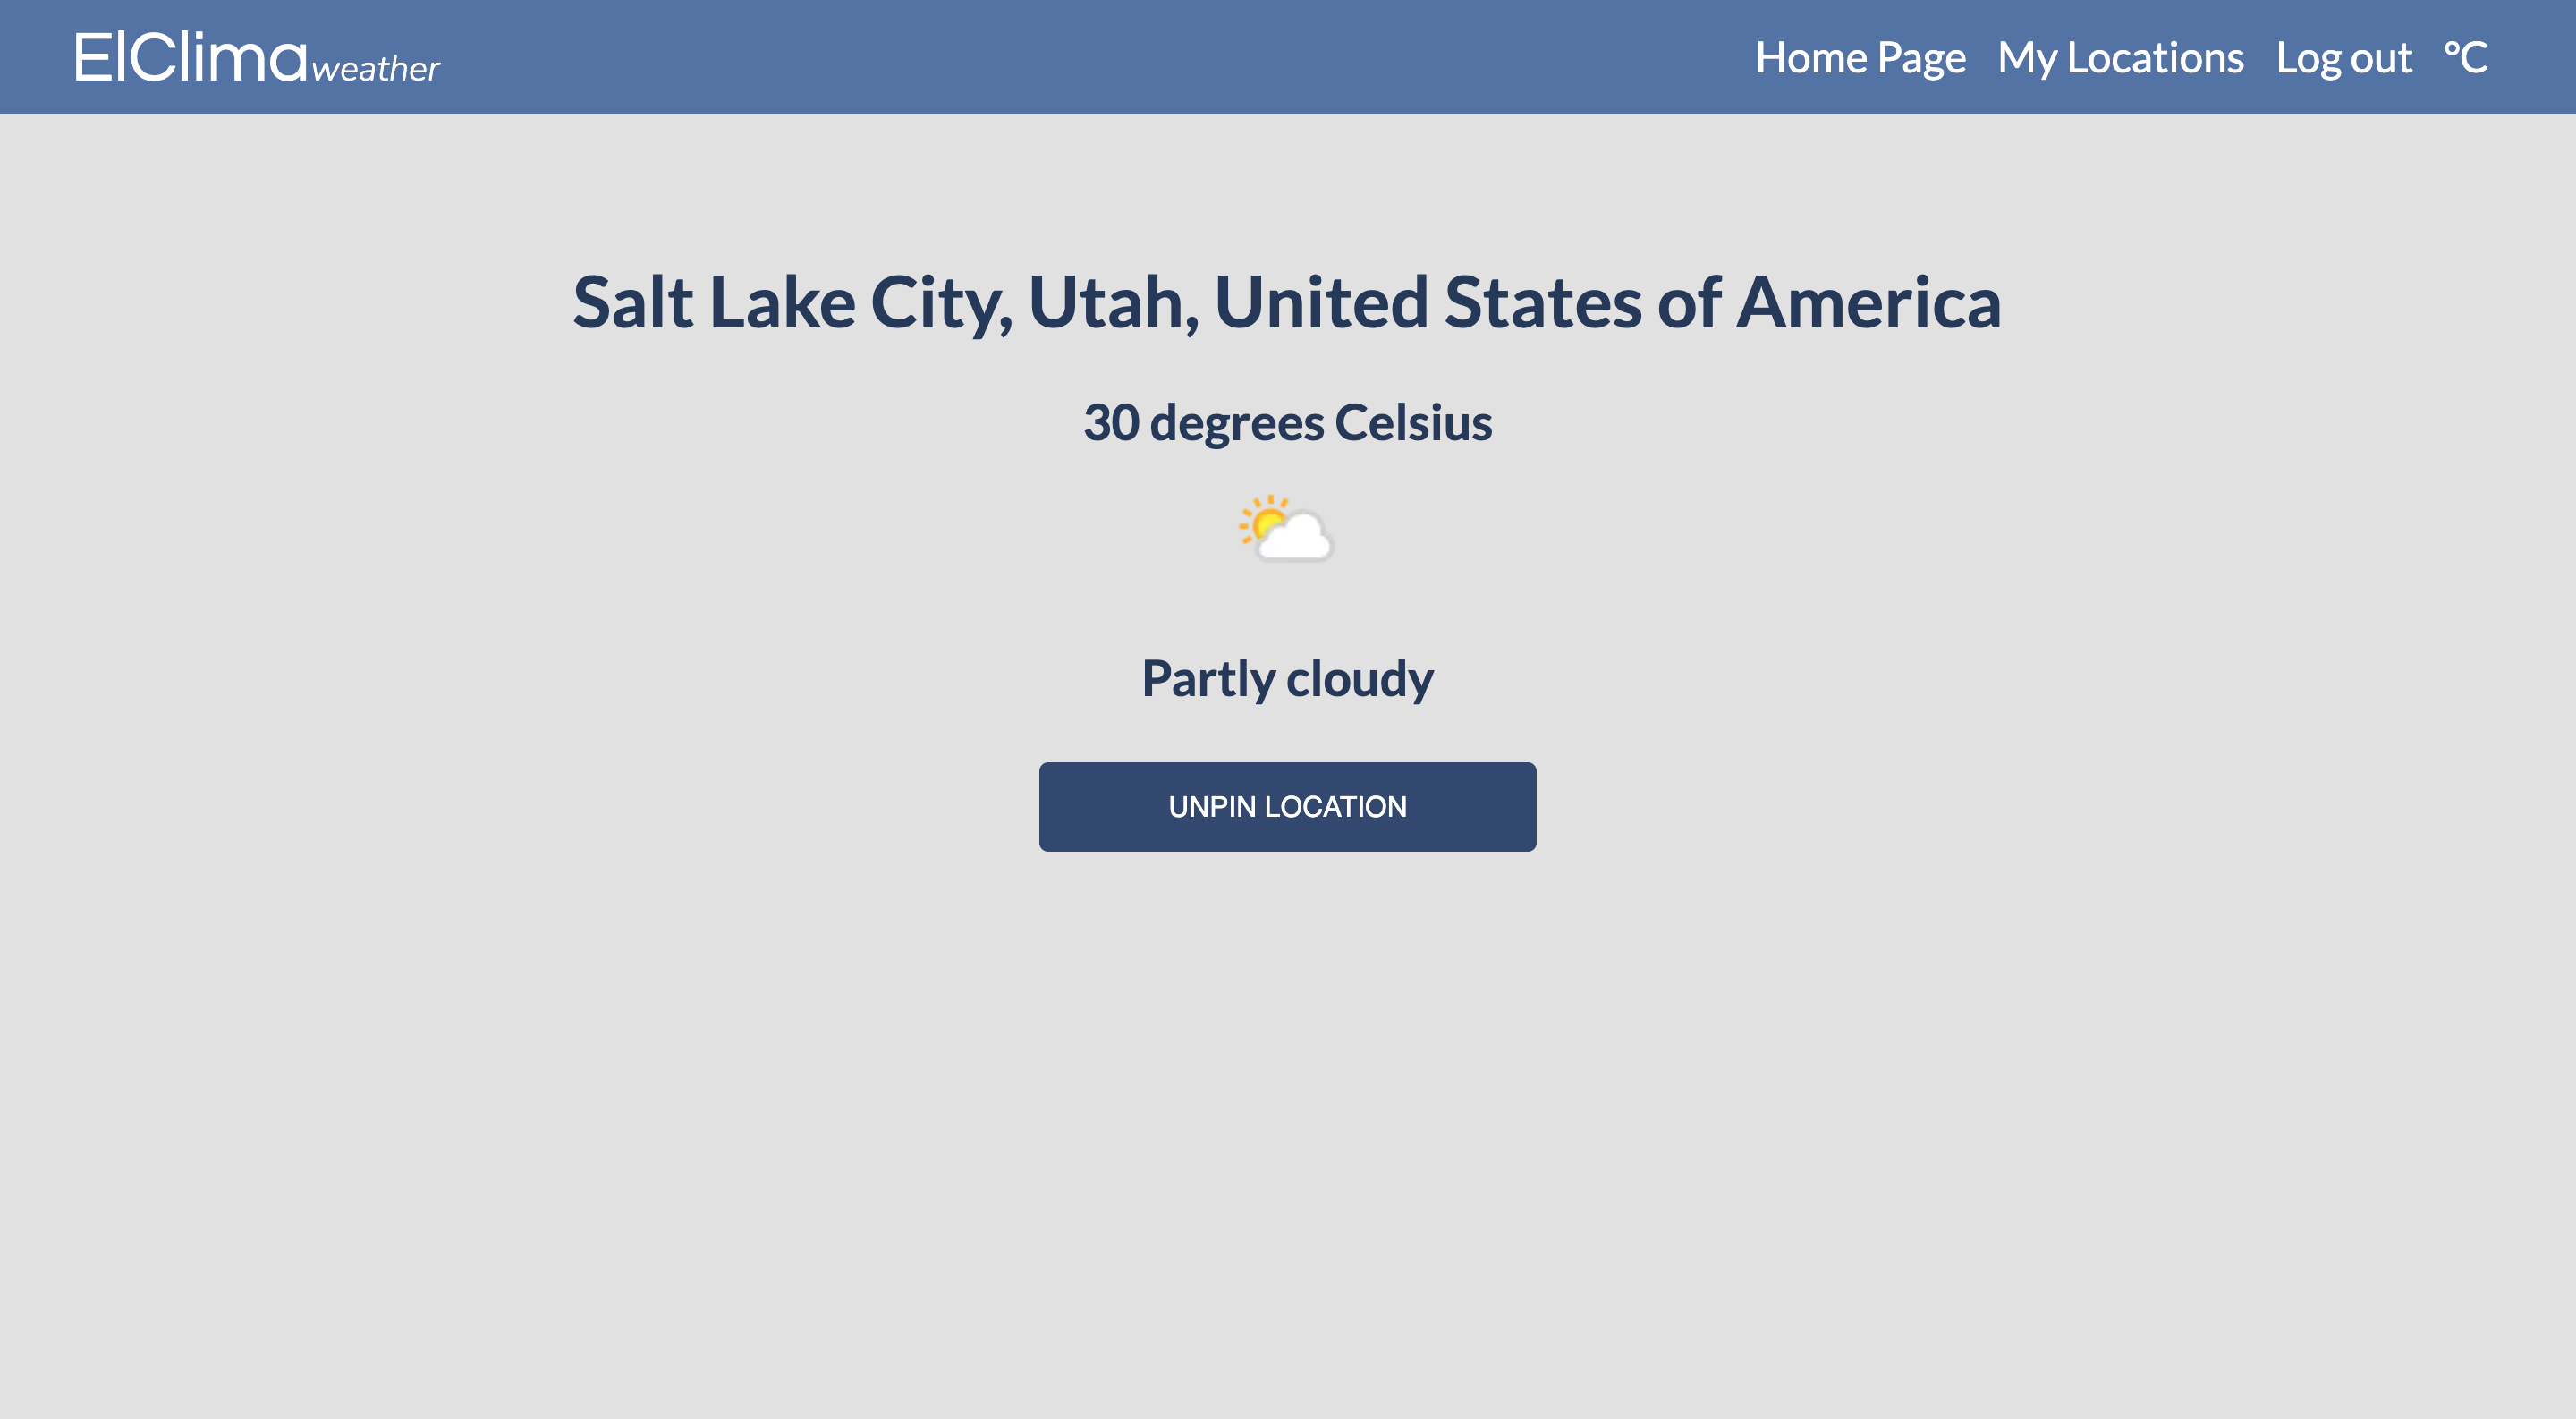 ElClima weather
Home Page My Locations Log out °C
Salt Lake City, Utah, United States of America
30 degrees Celsius
Partly cloudy
UNPIN LOCATION